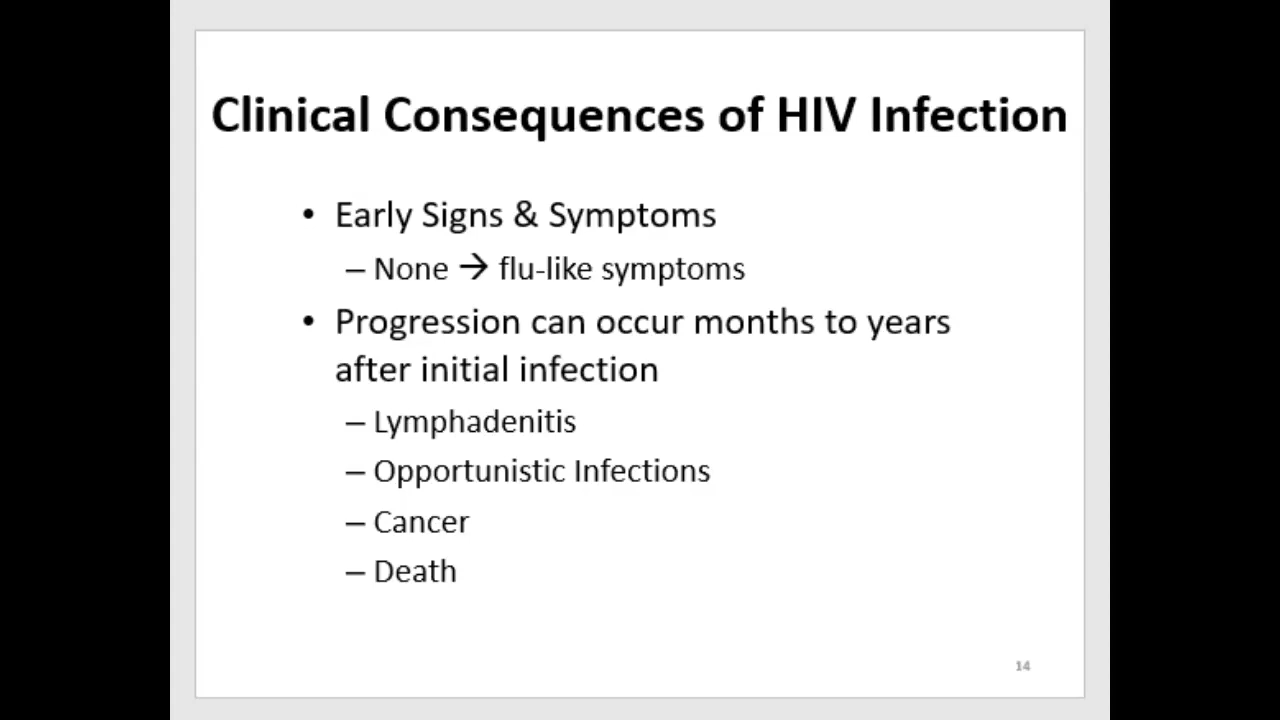 Clinical Consequences of HIV Infection
• Early Signs & Symptoms
– None → flu-like symptoms
• Progression can occur months to years
after initial infection
– Lymphadenitis
– Opportunistic Infections
– Cancer
– Death
14